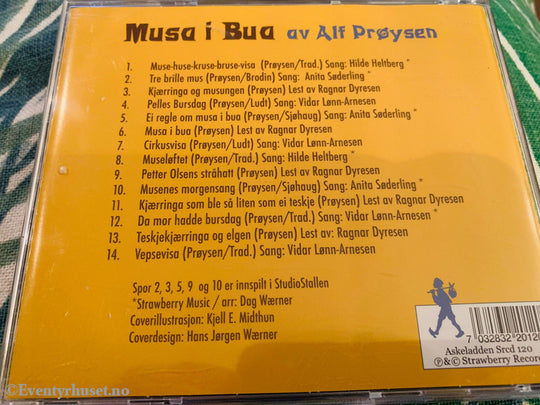 Musa i Bua av Alf Prøysen
1. Muse-huse-kruse-bruse-visa (Prøysen/Trad.) Sang: Hilde Heltberg *
2. Tre brille mus (Prøysen/Brodin) Sang: Anita Søderling *
3. Kjærringa og musungen (Prøysen) Lest av Ragnar Dyresen
4. Pelles Bursdag (Prøysen/Ludt) Sang: Vidar Lønn-Arnesen
5. Ei regle om musa i bua (Prøysen/Sjøhaug) Sang: Anita Søderling *
6. Musa i bua (Prøysen) Lest av Ragnar Dyresen
7. Cirkusvisa (Prøysen/Ludt) Sang: Vidar Lønn-Arnesen
8. Museløftet (Prøysen/Trad.) Sang: Hilde Heltberg *
9. Petter Olsens stråhatt (Prøysen) Lest av Ragnar Dyresen
10. Musenes morgensang (Prøysen/Sjøhaug) Sang: Anita Søderling *
11. Kjærringa som ble så liten som ei teskje (Prøysen) Lest av Ragnar Dyresen
12. Da mor hadde bursdag (Prøysen/Trad.) Sang: Vidar Lønn-Arnesen *
13. Teskjekjærringa og elgen (Prøysen) Lest av: Ragnar Dyresen
14. Vepsevisa (Prøysen/Trad.) Sang: Vidar Lønn-Arnesen
Spor 2, 3, 5, 9 og 10 er innspilt i StudioStallen
*Strawberry Music / arr: Dag Wærner
Coverillustrasjon: Kjell E. Midthun
Coverdesign: Hans Jørgen Wærner
7 032832 20120
Askeladden Srcd 120
℗&© Strawberry Records
©Eventyrhuset.no